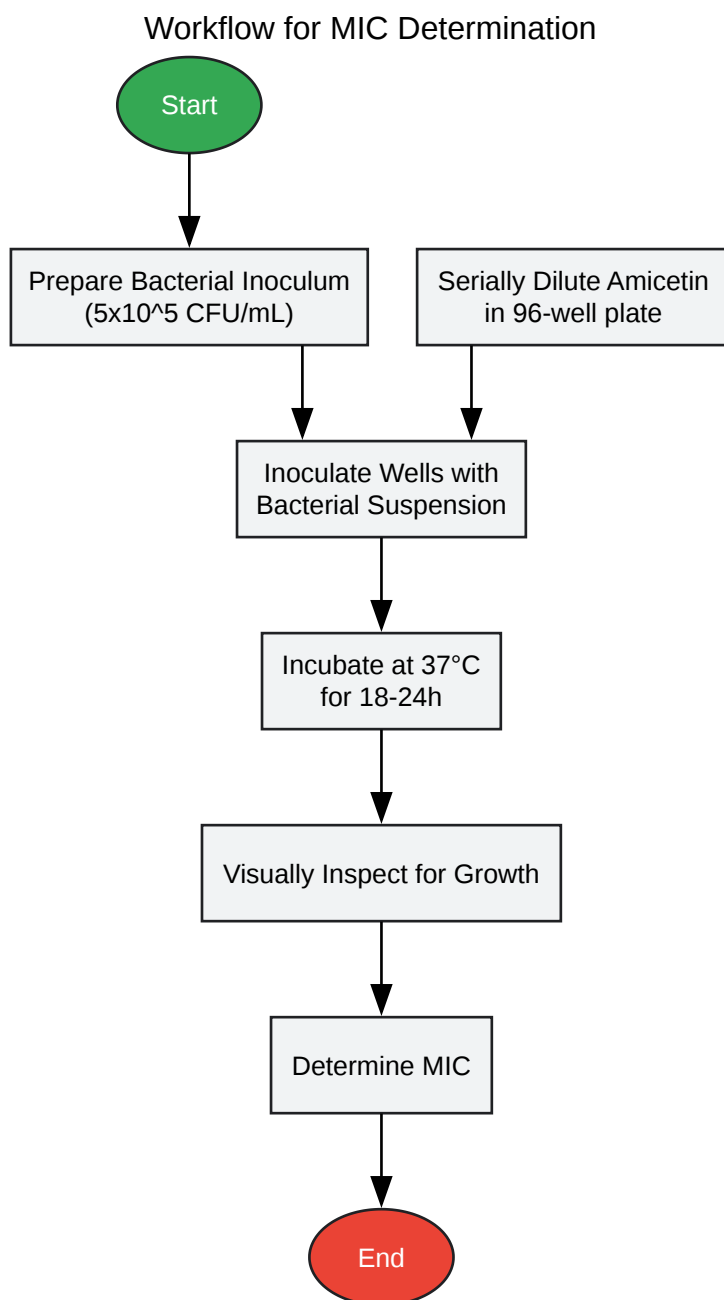 Workflow for MIC Determination
Start
Prepare Bacterial Inoculum
(5x10^5 CFU/mL)
Serially Dilute Amicetin
in 96-well plate
Inoculate Wells with
Bacterial Suspension
Incubate at 37°C
for 18-24h
Visually Inspect for Growth
Determine MIC
End